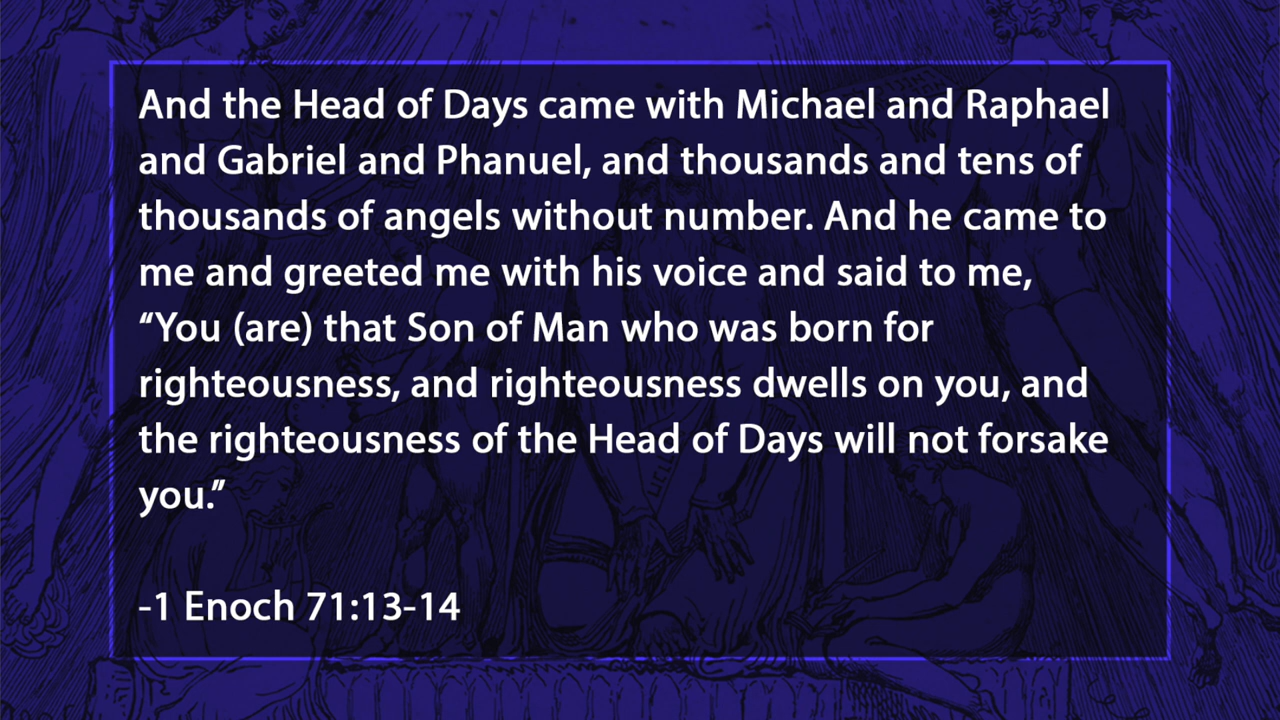 And the Head of Days came with Michael and Raphael
and Gabriel and Phanuel, and thousands and tens of
thousands of angels without number. And he came to
me and greeted me with his voice and said to me,
“You (are) that Son of Man who was born for
righteousness, and righteousness dwells on you, and
the righteousness of the Head of Days will not forsake
you.”
-1 Enoch 71:13-14